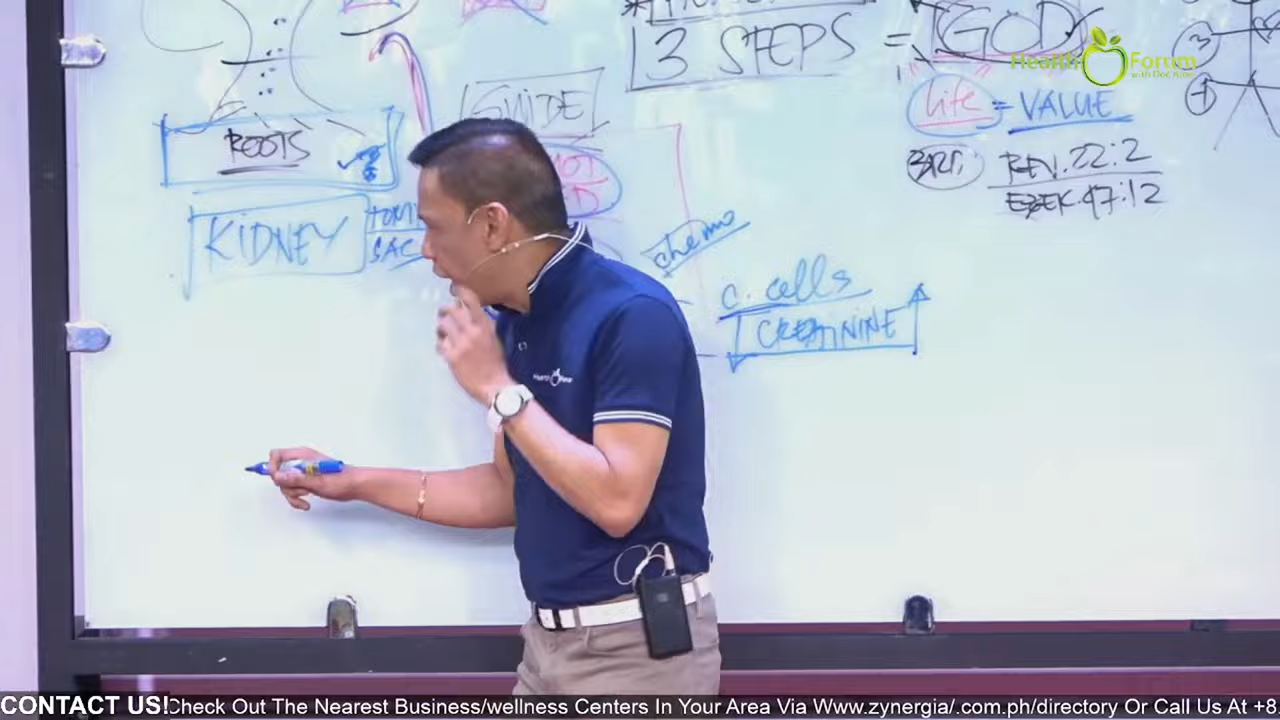 3 STEPS = GOD
Health Forum
with Doc Atoie
GUIDE
Life = VALUE
ROOTS
REV. 22:2
EZEK 47:12
KIDNEY
chemo
C. cells
CREATININE
CONTACT US! Check Out The Nearest Business/wellness Centers In Your Area Via Www.zynergia/.com.ph/directory Or Call Us At +8